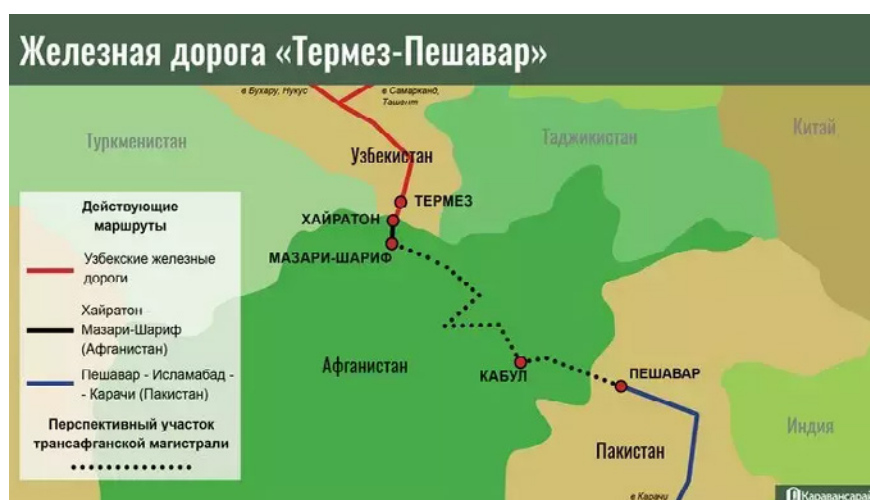 Железная дорога «Термез-Пешавар»
в Бухару, Нукус
в Самарканд,
Ташкент
Туркменистан
Узбекистан
Таджикистан
Китай
ТЕРМЕЗ
ХАЙРАТОН
МАЗАРИ-ШАРИФ
Действующие
маршруты
Узбекские железные
дороги
Хайратон
- Мазари-Шариф
(Афганистан)
Пешавар - Исламабад -
- Карачи (Пакистан)
Перспективный участок
трансафганской магистрали
Афганистан
КАБУЛ
ПЕШАВАР
Пакистан
Индия
в Карачи
Каравансарай